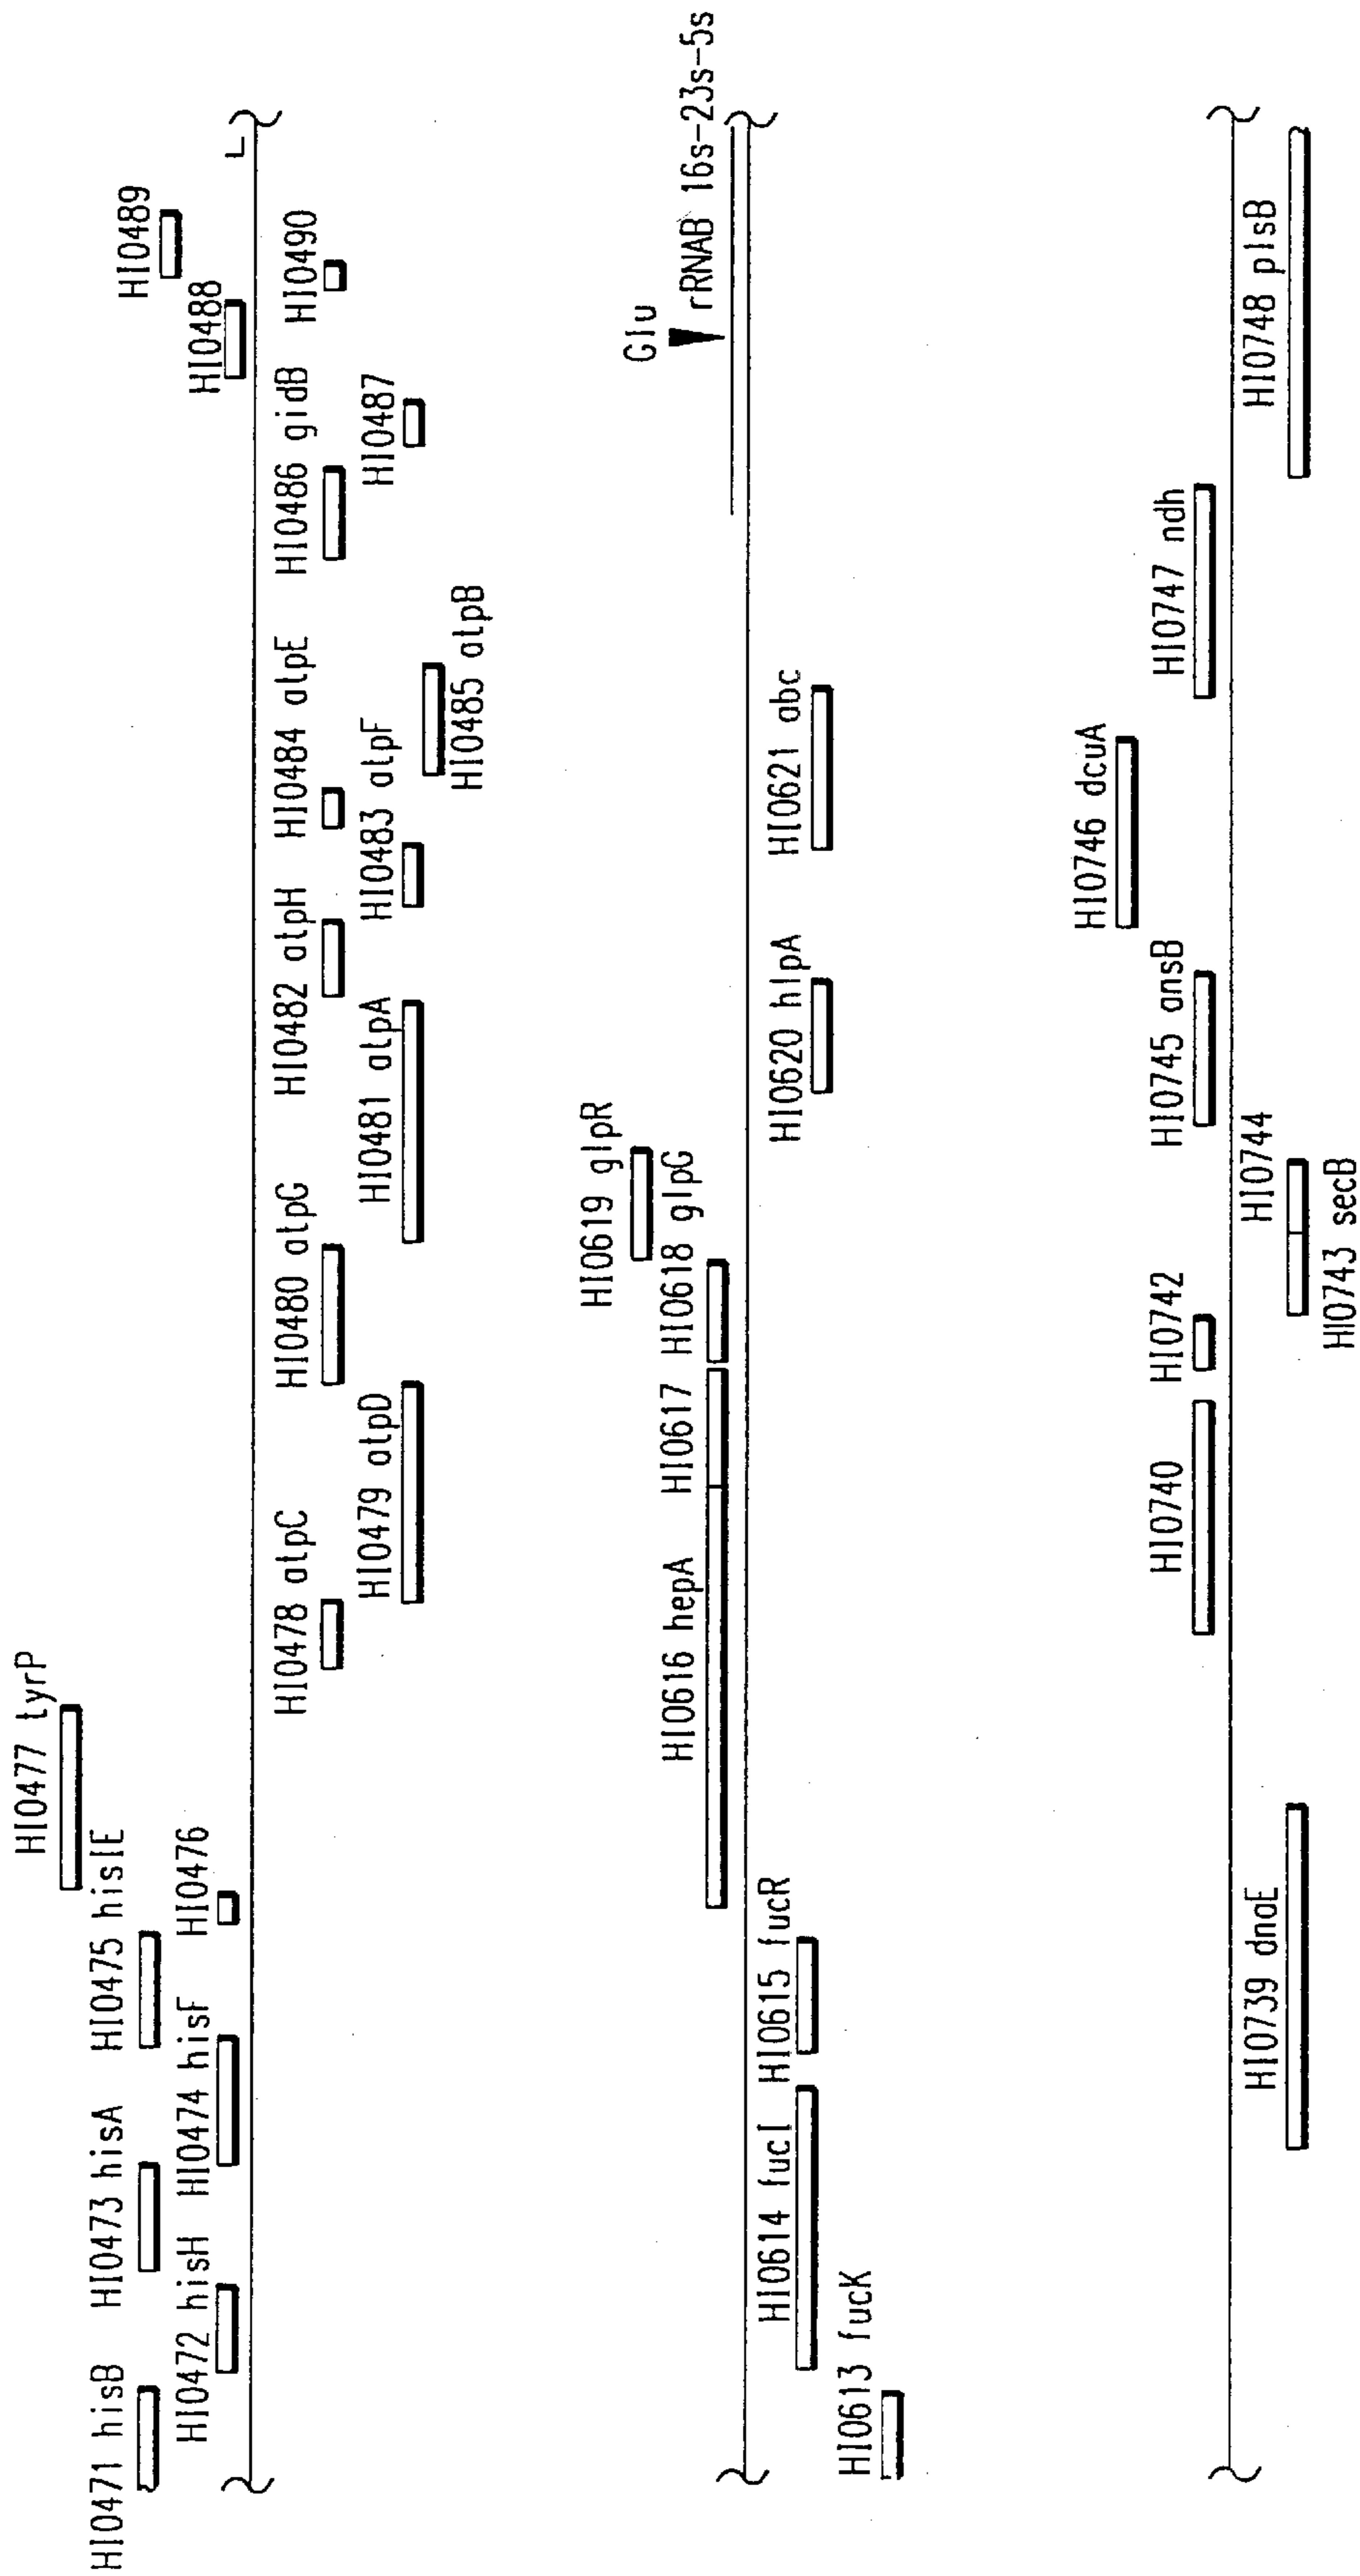 HI0471 hisB
HI0472 hisH
HI0473 hisA
HI0474 hisF
HI0475 hisIE
HI0476
HI0477 tyrP
HI0478 atpC
HI0479 atpD
HI0480 atpG
HI0481 atpA
HI0482 atpH
HI0483 atpF
HI0484 atpE
HI0485 atpB
HI0486 gidB
HI0487
HI0488
HI0489
HI0490
L
HI0613 fucK
HI0614 fucI
HI0615 fucR
HI0616 hepA
HI0617
HI0618 glpG
HI0619 glpR
HI0620 hlpA
HI0621 abc
Glu
rRNAB 16s-23s-5s
HI0739 dnaE
HI0740
HI0742
HI0743 secB
HI0744
HI0745 ansB
HI0746 dcuA
HI0747 ndh
HI0748 plsB